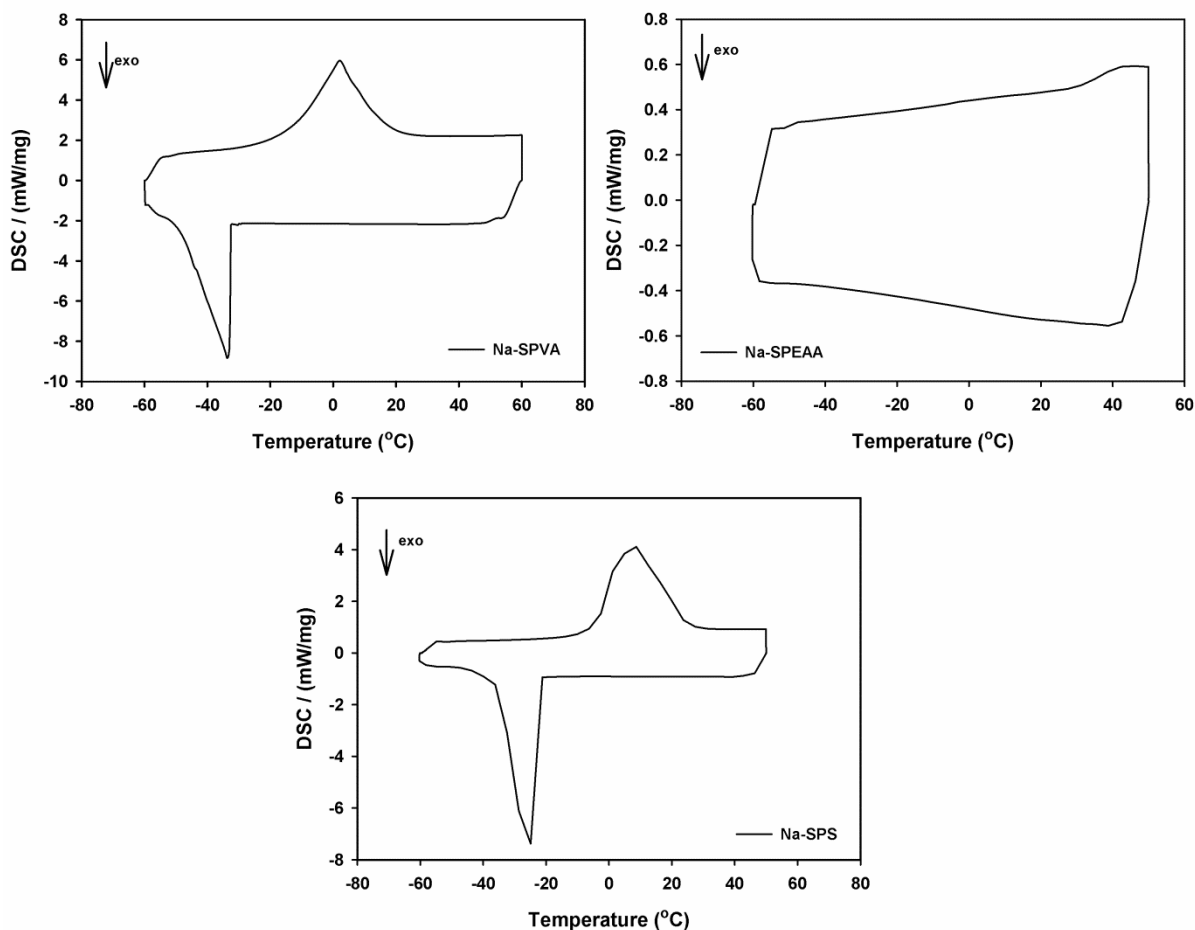 8
6
4
2
0
-2
-4
-6
-8
-10
DSC / (mW/mg)
exo
Na-SPVA
-80 -60 -40 -20 0 20 40 60 80
Temperature (°C)
0.8
0.6
0.4
0.2
0.0
-0.2
-0.4
-0.6
-0.8
DSC / (mW/mg)
exo
Na-SPEAA
-80 -60 -40 -20 0 20 40 60
Temperature (°C)
6
4
2
0
-2
-4
-6
-8
DSC / (mW/mg)
exo
Na-SPS
-80 -60 -40 -20 0 20 40 60 80
Temperature (°C)